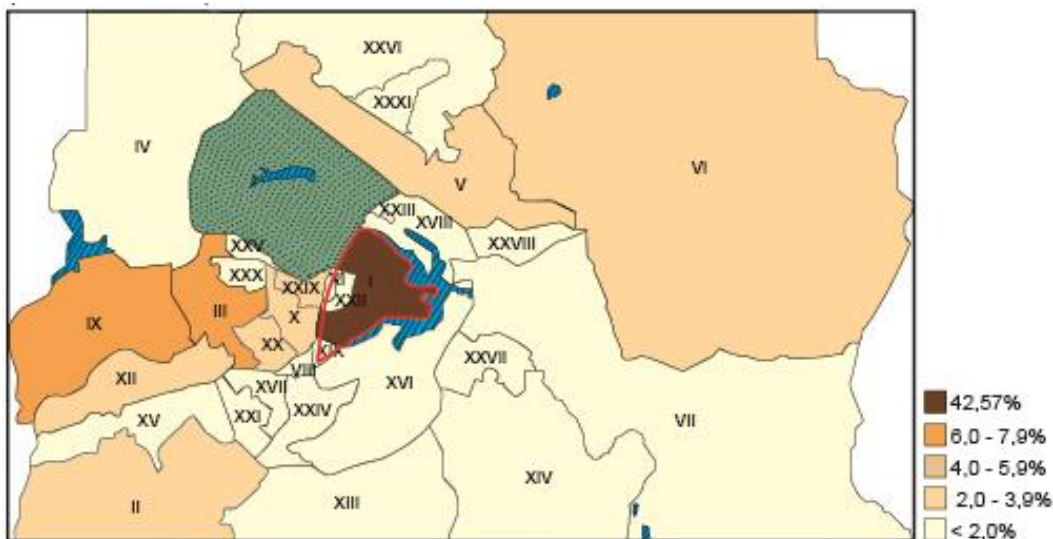 XXVI
XXXI
IV
VI
V
XXIII
XVIII
XXVIII
XXV
XXX
I
XXIX
XXII
III
IX
X
XX
XIX
XII
VIII
XXVII
XVII
XVI
XXIV
XXI
XV
VII
XIV
II
XIII
42,57%
6,0 - 7,9%
4,0 - 5,9%
2,0 - 3,9%
< 2,0%